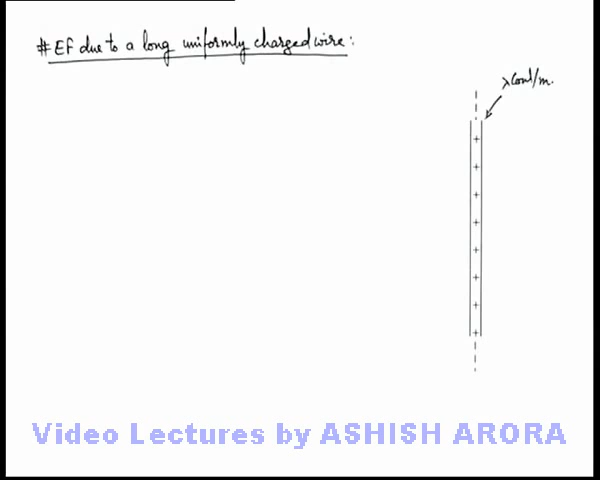 # EF due to a long uniformly charged wire:
λ coul/m.
+
+
+
+
+
+
+
+
Video Lectures by ASHISH ARORA